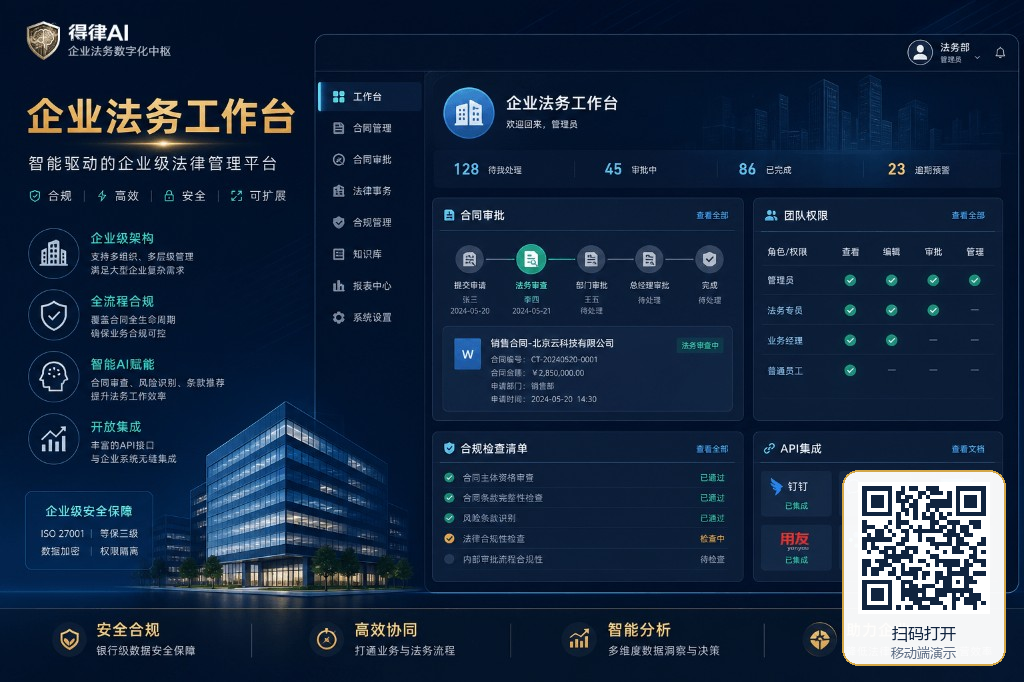 得律AI
企业法务数字化中枢
企业法务工作台
智能驱动的企业级法律管理平台
合规 高效 安全 可扩展
企业级架构
支持多组织、多层级管理
满足大型企业复杂需求
全流程合规
覆盖合同全生命周期
确保业务合规可控
智能AI赋能
合同审查、风险识别、条款推荐
提升法务工作效率
开放集成
丰富的API接口
与企业系统无缝集成
企业级安全保障
ISO 27001 等保三级
数据加密 权限隔离
法务部
管理员
工作台
合同管理
合同审批
法律事务
合规管理
知识库
报表中心
系统设置
企业法务工作台
欢迎回来，管理员
128 待我处理 45 审批中 86 已完成 23 逾期预警
合同审批 查看全部
提交申请 法务审查 部门审批 总经理审批 完成
张三 李四 王五 待处理 待处理
2024-05-20 2024-05-21 待处理
W
销售合同-北京云科技有限公司
法务审查中
合同编号： CT-20240520-0001
合同金额： ￥2,850,000.00
申请部门： 销售部
申请时间： 2024-05-20 14:30
团队权限 查看全部
角色/权限 查看 编辑 审批 管理
管理员
法务专员 —
业务经理 — —
普通员工 — — —
合规检查清单 查看全部
合同主体资格审查 已通过
合同条款完整性检查 已通过
风险条款识别 已通过
法律合规性检查 检查中
内部审批流程合规性 待检查
API集成 查看文档
钉钉
已集成
用友
yonyou
已集成
安全合规
银行级数据安全保障
高效协同
打通业务与法务流程
智能分析
多维度数据洞察与决策
扫码打开
移动端演示